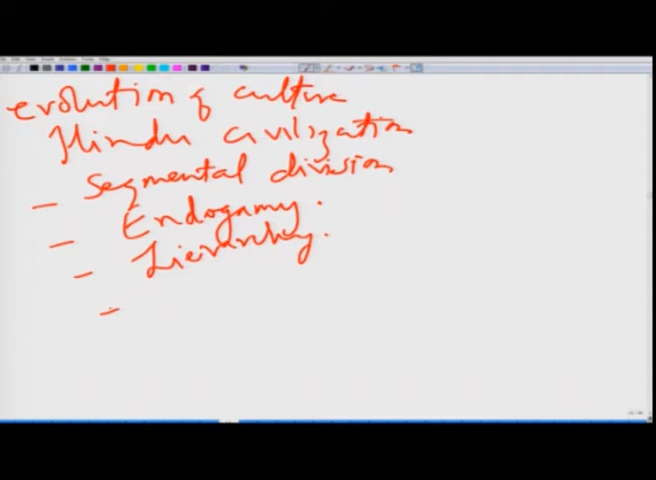 evolution of culture
Hindu civilization
- Segmental division
- Endogamy.
- Hierarchy.
-